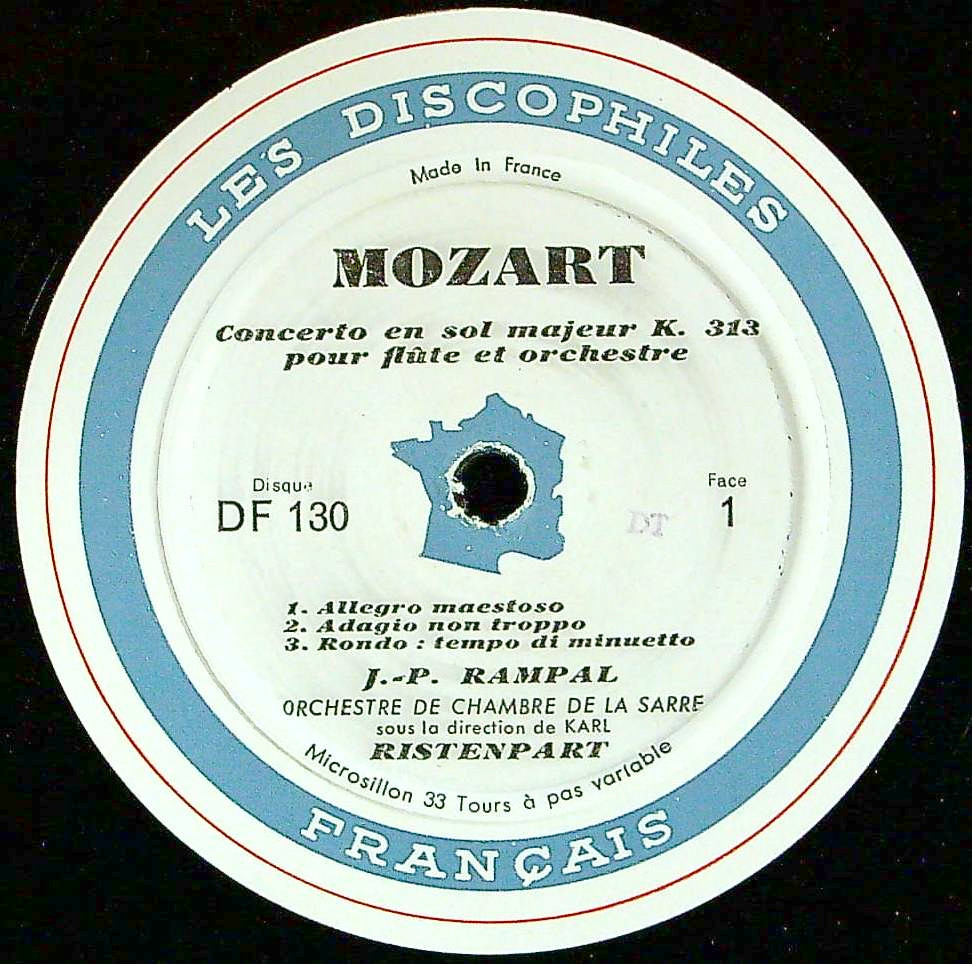 LES DISCOPHILES
Made In France
MOZART
Concerto en sol majeur K. 313
pour flûte et orchestre
Disque
DF 130
Face
1
DT
1. Allegro maestoso
2. Adagio non troppo
3. Rondo : tempo di minuetto
J.-P. RAMPAL
ORCHESTRE DE CHAMBRE DE LA SARRE
sous la direction de KARL
RISTENPART
Microsillon 33 Tours à pas variable
FRANÇAIS